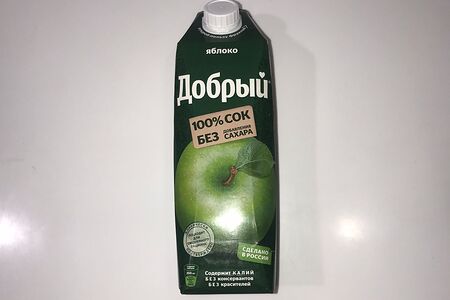 яблоко
Добрый
100% СОК
БЕЗ ДОБАВЛЕНИЯ
САХАРА
СДЕЛАНО
В РОССИИ
Содержит КАЛИЙ
БЕЗ консервантов
БЕЗ красителей